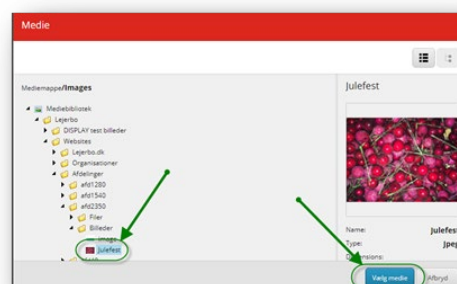 Medie
Mediemappe/Images
Julefest
Mediebibliotek
Lejerbo
DISPLAY test billeder
Websites
Lejerbo.dk
Organisationer
Afdelinger
afd1280
afd1540
afd2350
Filer
Billeder
Image
Julefest
Name: Julefest
Type: Jpeg
Dimensions:
Vælg medie Afbryd